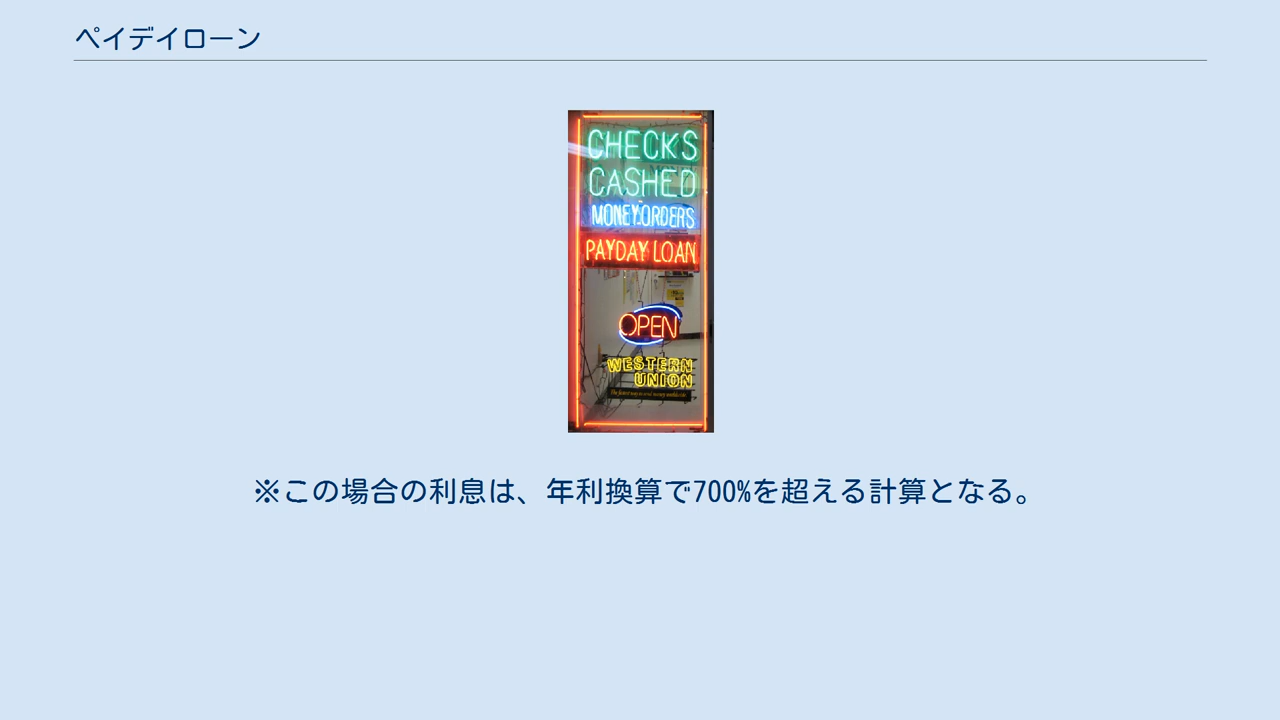 ペイデイローン
CHECKS
CASHED
MONEY ORDERS
PAYDAY LOAN
OPEN
WESTERN
UNION
※この場合の利息は、年利換算で700%を超える計算となる。